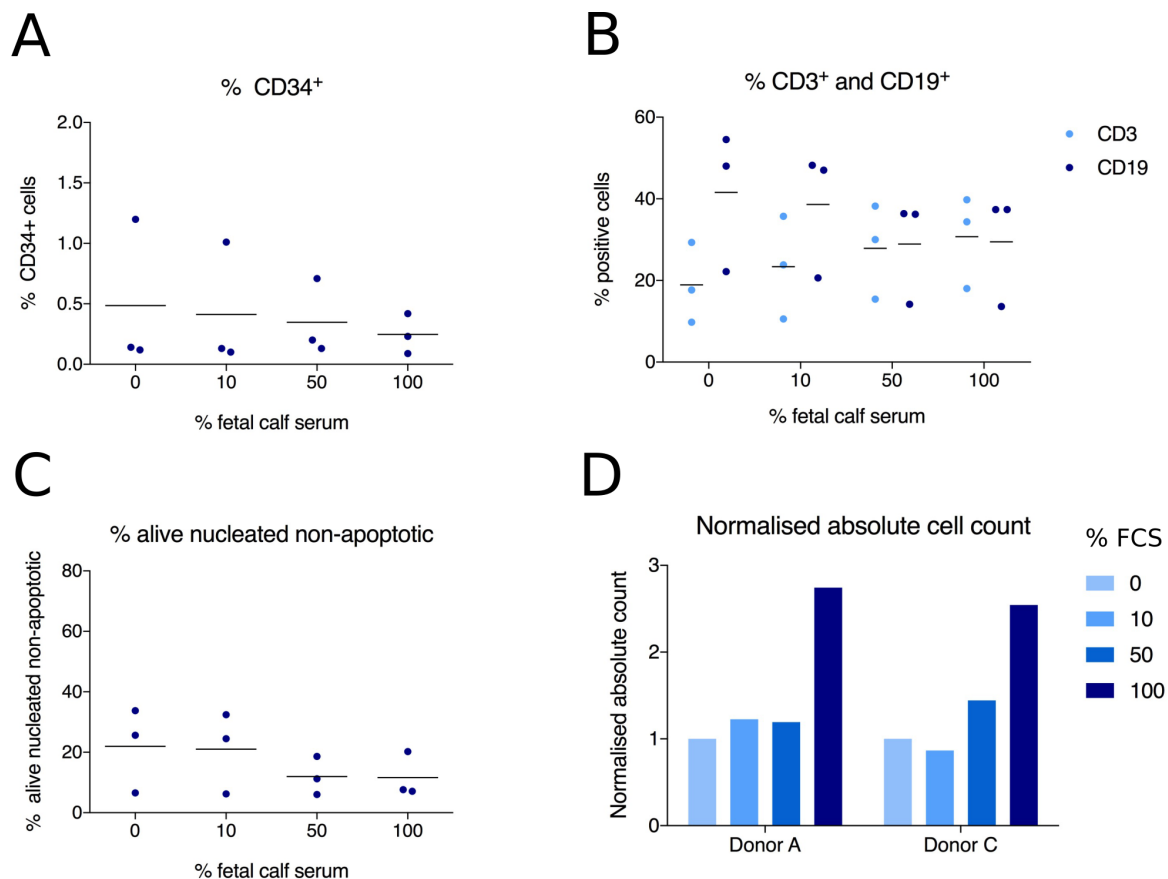 A
% CD34+
% CD34+ cells
2.0
1.5
1.0
0.5
0.0
0 10 50 100
% fetal calf serum
B
% CD3+ and CD19+
% positive cells
60
40
20
0
0 10 50 100
% fetal calf serum
CD3
CD19
C
% alive nucleated non-apoptotic
% alive nucleated non-apoptotic
80
60
40
20
0
0 10 50 100
% fetal calf serum
D
Normalised absolute cell count
Normalised absolute count
3
2
1
0
Donor A Donor C
% FCS
0
10
50
100